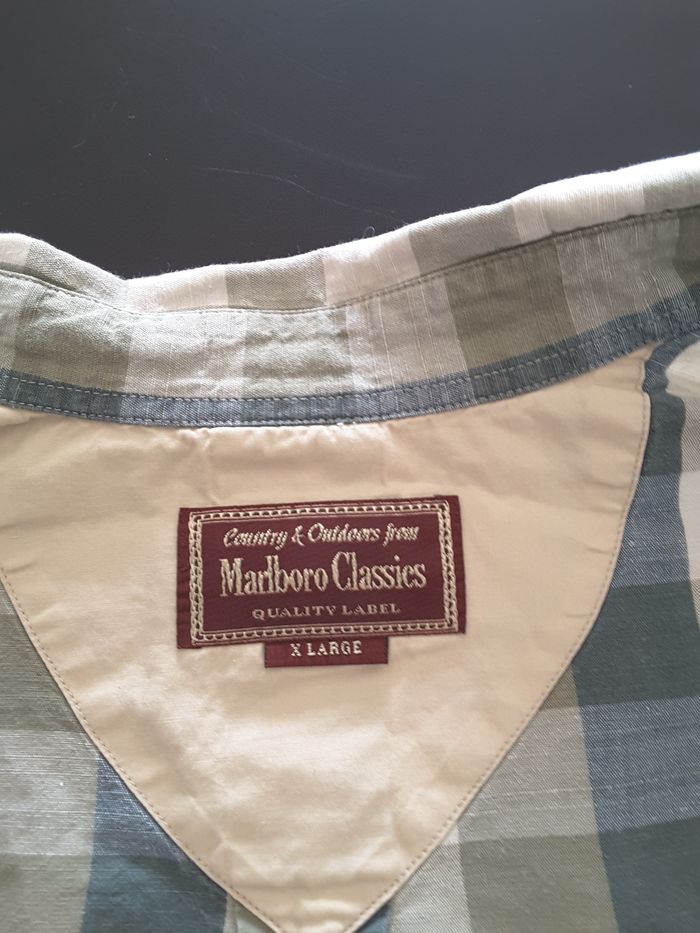 Country & Outdoors from
Marlboro Classics
QUALITY LABEL
X LARGE